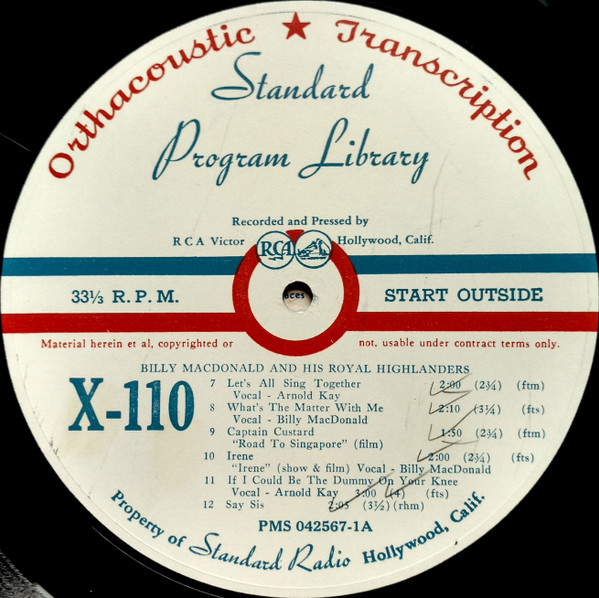 Orthacoustic ★ Transcription
Standard
Program Library
Recorded and Pressed by
RCA Victor RCA Hollywood, Calif.
33⅓ R.P.M. START OUTSIDE
Material herein et al, copyrighted or not, usable under contract terms only.
BILLY MACDONALD AND HIS ROYAL HIGHLANDERS
X-110
7 Let's All Sing Together 2:00 (2¾) (ftm)
Vocal - Arnold Kay
8 What's The Matter With Me 2:10 (3¼) (fts)
Vocal - Billy MacDonald
9 Captain Custard 1:50 (2¾) (ftm)
"Road To Singapore" (film)
10 Irene 2:00 (2¾) (fts)
"Irene" (show & film) Vocal - Billy MacDonald
11 If I Could Be The Dummy On Your Knee
Vocal - Arnold Kay 3:00 (4) (fts)
12 Say Sis 2:05 (3½) (rhm)
PMS 042567-1A
Property of Standard Radio Hollywood, Calif.